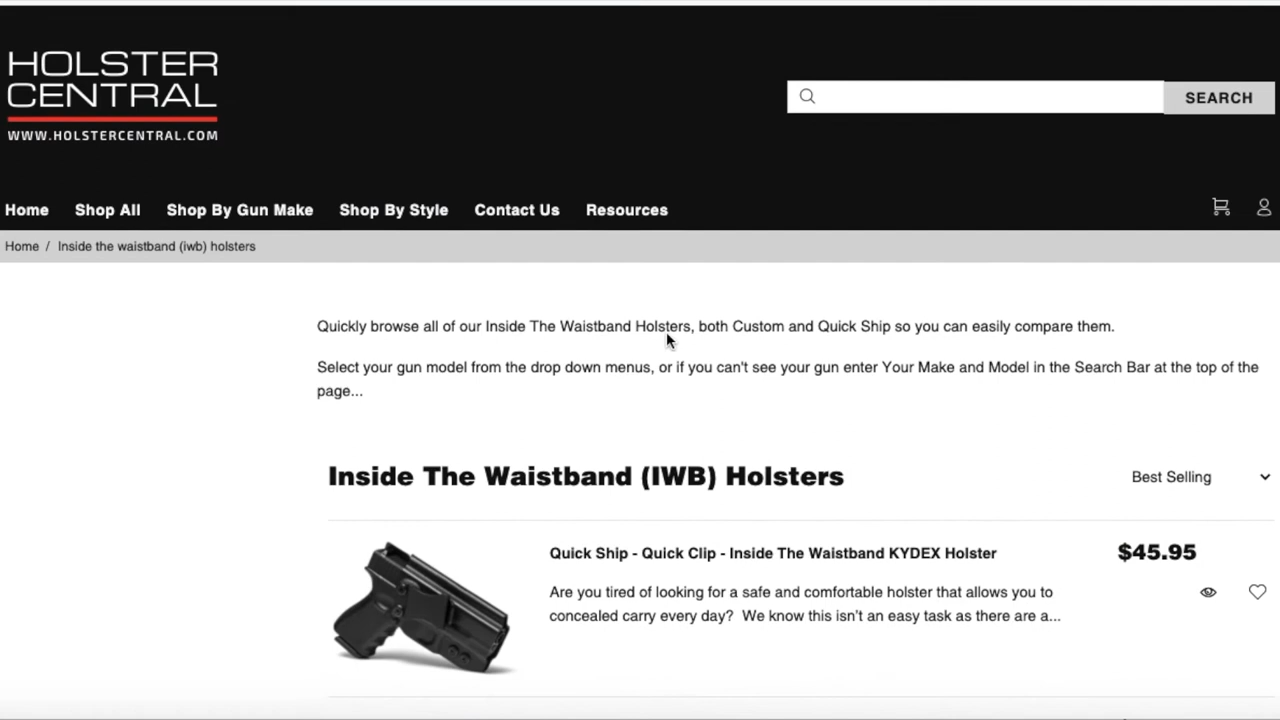 HOLSTER
CENTRAL
WWW.HOLSTERCENTRAL.COM
SEARCH
Home Shop All Shop By Gun Make Shop By Style Contact Us Resources
Home / Inside the waistband (iwb) holsters
Quickly browse all of our Inside The Waistband Holsters, both Custom and Quick Ship so you can easily compare them.
Select your gun model from the drop down menus, or if you can't see your gun enter Your Make and Model in the Search Bar at the top of the
page...
Inside The Waistband (IWB) Holsters
Best Selling
Quick Ship - Quick Clip - Inside The Waistband KYDEX Holster
$45.95
Are you tired of looking for a safe and comfortable holster that allows you to
concealed carry every day?  We know this isn’t an easy task as there are a...